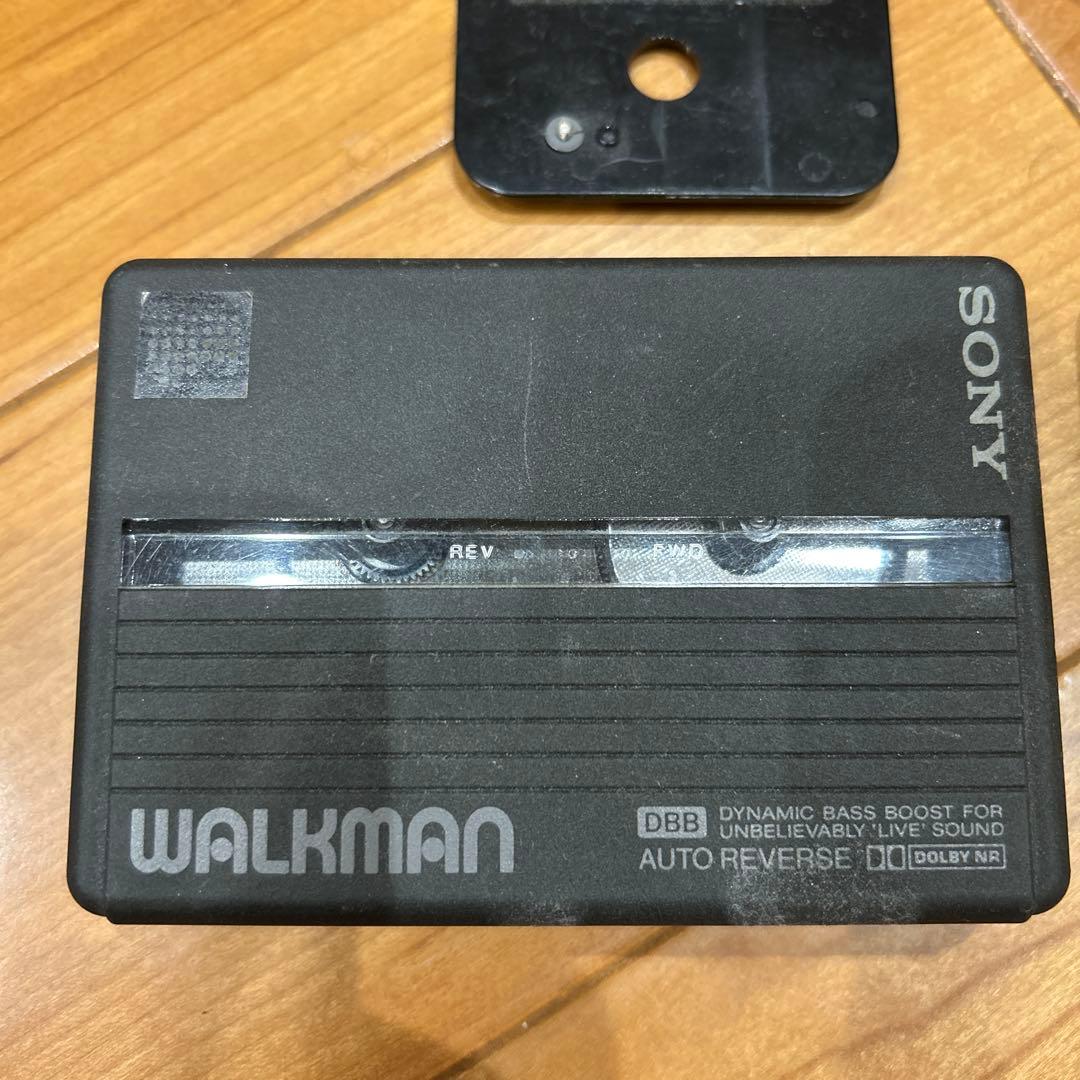 SONY
REV
FWD
WALKMAN
DBB DYNAMIC BASS BOOST FOR
UNBELIEVABLY 'LIVE' SOUND
AUTO REVERSE DOLBY NR